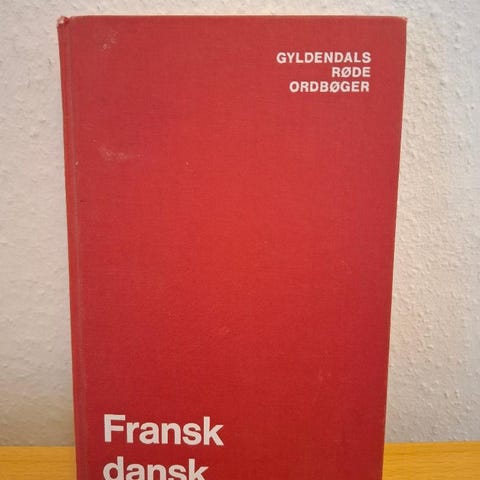 GYLDENDALS
RØDE
ORDBØGER
Fransk
dansk